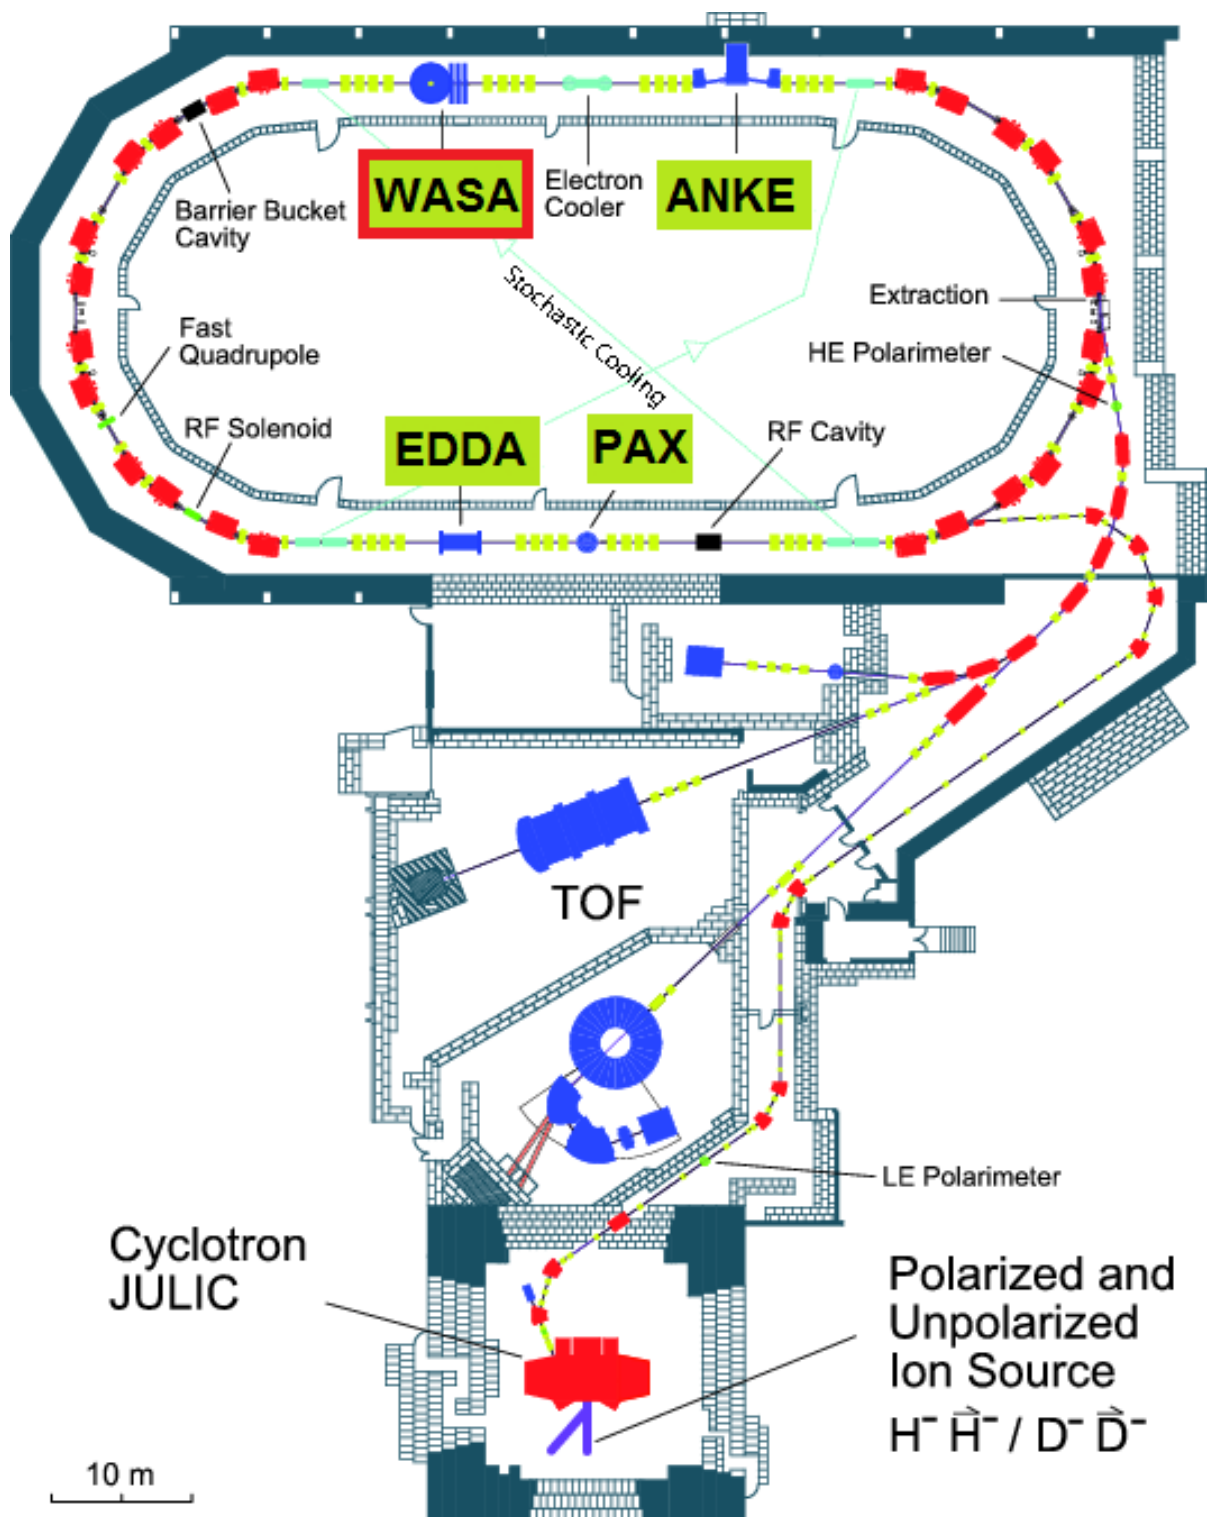 WASA
Electron
Cooler
ANKE
Barrier Bucket
Cavity
Stochastic Cooling
Extraction
Fast
Quadrupole
HE Polarimeter
RF Solenoid
EDDA
PAX
RF Cavity
TOF
LE Polarimeter
Cyclotron
JULIC
Polarized and
Unpolarized
Ion Source
H⁻ H⃗⁻ / D⁻ D⃗⁻
10 m